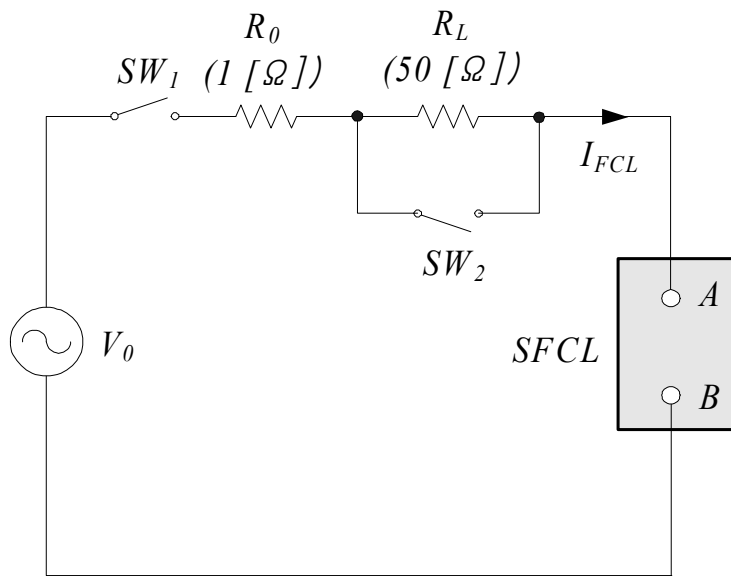 R0
(1 [Ω])
RL
(50 [Ω])
SW1
IFCL
SW2
A
SFCL
V0
B